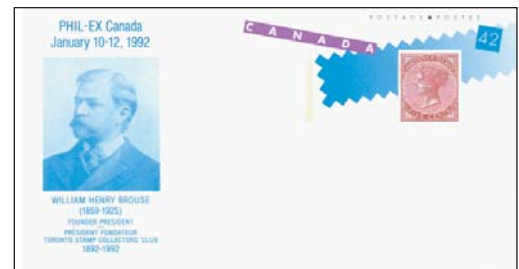 PHIL-EX Canada
January 10-12, 1992
WILLIAM HENRY BROUSE
(1859-1925)
FOUNDER PRESIDENT
PRÉSIDENT FONDATEUR
TORONTO STAMP COLLECTORS' CLUB
1892-1992
CANADA
POSTAGE POSTES
42